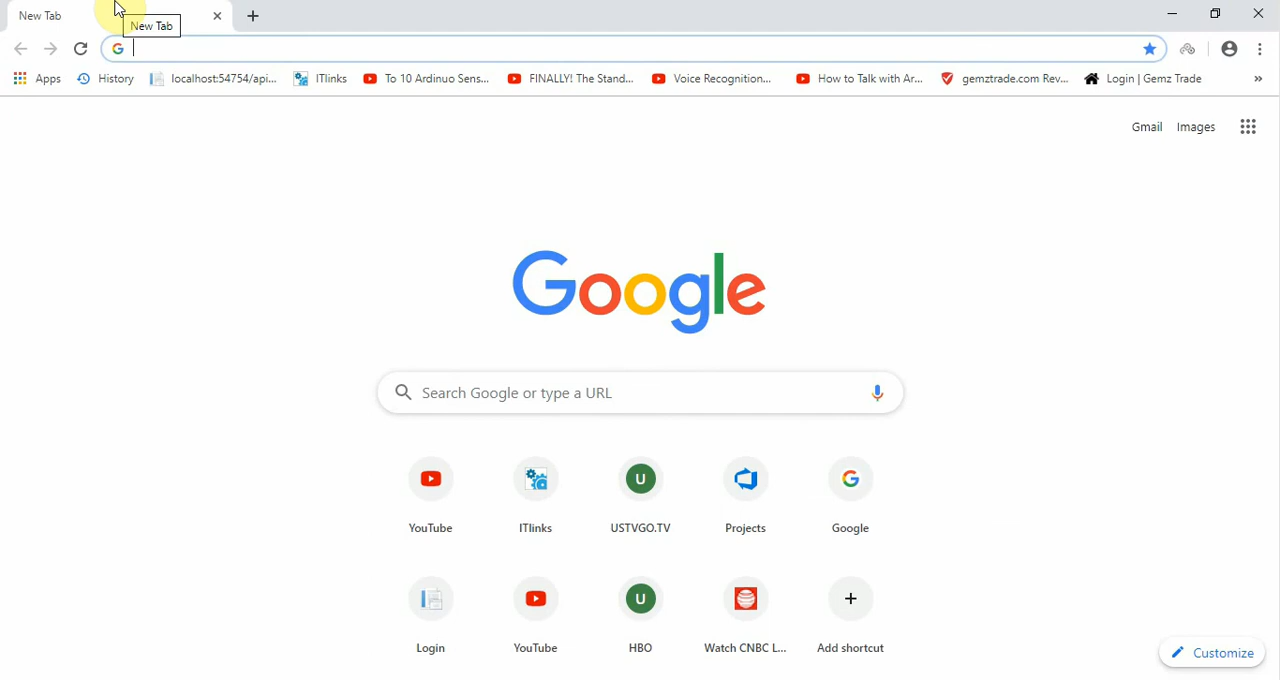 New Tab
New Tab
Apps History localhost:54754/api... ITlinks To 10 Ardinuo Sens... FINALLY! The Stand... Voice Recognition... How to Talk with Ar... gemztrade.com Rev... Login | Gemz Trade »
Gmail Images
Google
Search Google or type a URL
U
YouTube ITlinks USTVGO.TV Projects Google
U
Login YouTube HBO Watch CNBC L... Add shortcut
Customize